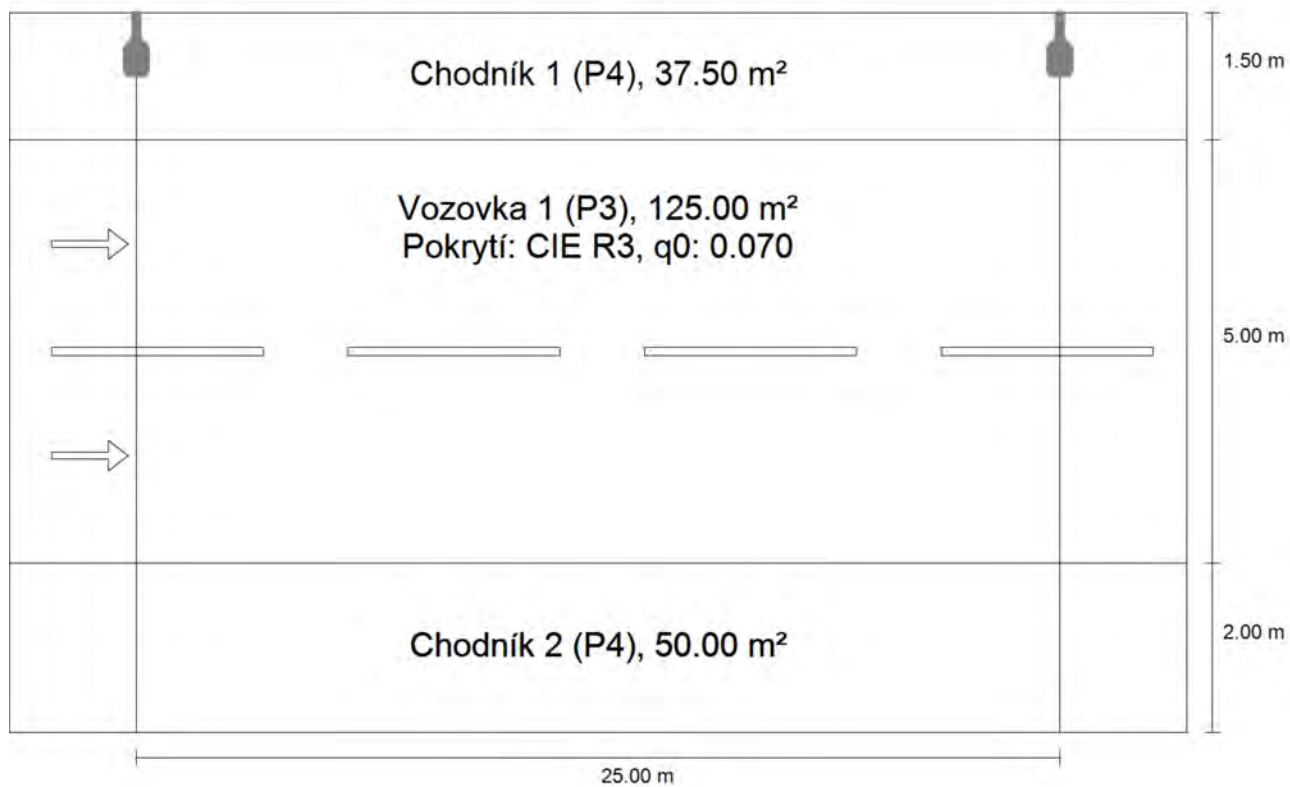 Chodník 1 (P4), 37.50 m²
1.50 m
Vozovka 1 (P3), 125.00 m²
Pokrytí: CIE R3, q0: 0.070
5.00 m
Chodník 2 (P4), 50.00 m²
2.00 m
25.00 m